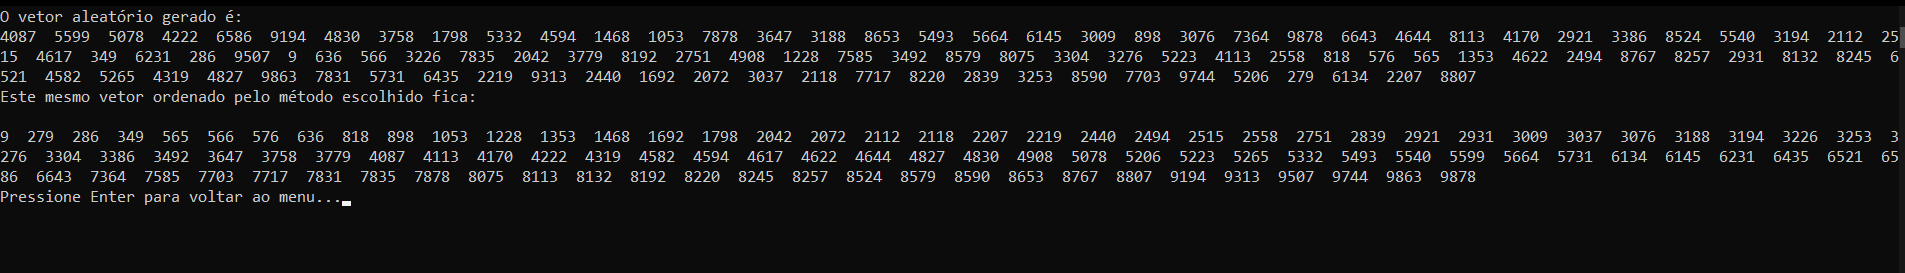 O vetor aleatório gerado é:
4087  5599  5078  4222  6586  9194  4830  3758  1798  5332  4594  1468  1053  7878  3647  3188  8653  5493  5664  6145  3009  898  3076  7364  9878  6643  4644  8113  4170  2921  3386  8524  5540  3194  2112  25
15  4617  349  6231  286  9507  9  636  566  3226  7835  2042  3779  8192  2751  4908  1228  7585  3492  8579  8075  3304  3276  5223  4113  2558  818  576  565  1353  4622  2494  8767  8257  2931  8132  8245  6
521  4582  5265  4319  4827  9863  7831  5731  6435  2219  9313  2440  1692  2072  3037  2118  7717  8220  2839  3253  8590  7703  9744  5206  279  6134  2207  8807
Este mesmo vetor ordenado pelo método escolhido fica:
9  279  286  349  565  566  576  636  818  898  1053  1228  1353  1468  1692  1798  2042  2072  2112  2118  2207  2219  2440  2494  2515  2558  2751  2839  2921  2931  3009  3037  3076  3188  3194  3226  3253  3
276  3304  3386  3492  3647  3758  3779  4087  4113  4170  4222  4319  4582  4594  4617  4622  4644  4827  4830  4908  5078  5206  5223  5265  5332  5493  5540  5599  5664  5731  6134  6145  6231  6435  6521  65
86  6643  7364  7585  7703  7717  7831  7835  7878  8075  8113  8132  8192  8220  8245  8257  8524  8579  8590  8653  8767  8807  9194  9313  9507  9744  9863  9878
Pressione Enter para voltar ao menu...